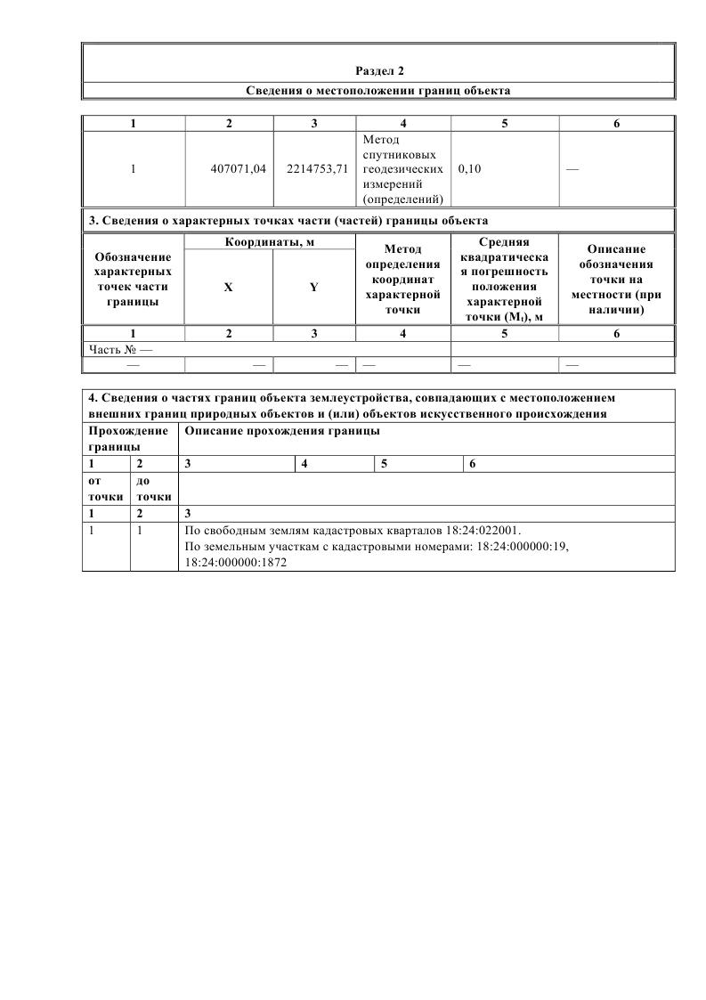 Раздел 2
Сведения о местоположении границ объекта
1 2 3 4 5 6
Метод
спутниковых
1 407071,04 2214753,71 геодезических 0,10 —
измерений
(определений)
3. Сведения о характерных точках части (частей) границы объекта
Обозначение
характерных
точек части
границы
Координаты, м
X Y
Метод
определения
координат
характерной
точки
Средняя
квадратическа
я погрешность
положения
характерной
точки (Mt), м
Описание
обозначения
точки на
местности (при
наличии)
1 2 3 4 5 6
Часть № —
— — — — — —
4. Сведения о частях границ объекта землеустройства, совпадающих с местоположением
внешних границ природных объектов и (или) объектов искусственного происхождения
Прохождение
границы
Описание прохождения границы
1 2 3 4 5 6
от
точки
до
точки
1 2 3
1 1 По свободным землям кадастровых кварталов 18:24:022001.
По земельным участкам с кадастровыми номерами: 18:24:000000:19,
18:24:000000:1872